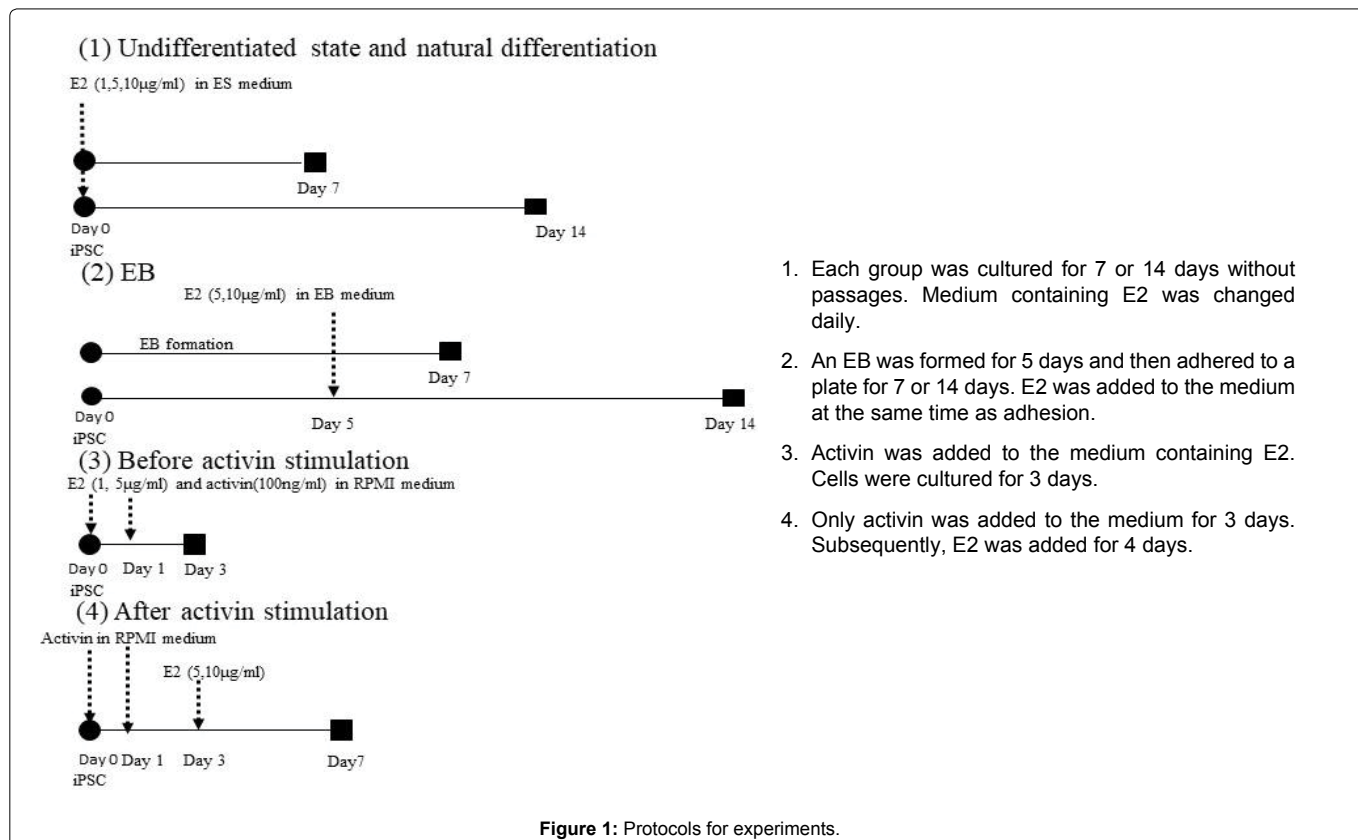 (1) Undifferentiated state and natural differentiation
E2 (1,5,10µg/ml) in ES medium
Day 7
Day 0
iPSC
Day 14
(2) EB
E2 (5,10µg/ml) in EB medium
EB formation
Day 7
Day 0
iPSC
Day 5
Day 14
(3) Before activin stimulation
E2 (1, 5µg/ml) and activin(100ng/ml) in RPMI medium
Day 0 Day 1 Day 3
iPSC
(4) After activin stimulation
Activin in RPMI medium
E2 (5,10µg/ml)
Day 0 Day 1 Day 3 Day7
iPSC
1. Each group was cultured for 7 or 14 days without
passages. Medium containing E2 was changed
daily.
2. An EB was formed for 5 days and then adhered to a
plate for 7 or 14 days. E2 was added to the medium
at the same time as adhesion.
3. Activin was added to the medium containing E2.
Cells were cultured for 3 days.
4. Only activin was added to the medium for 3 days.
Subsequently, E2 was added for 4 days.
Figure 1: Protocols for experiments.